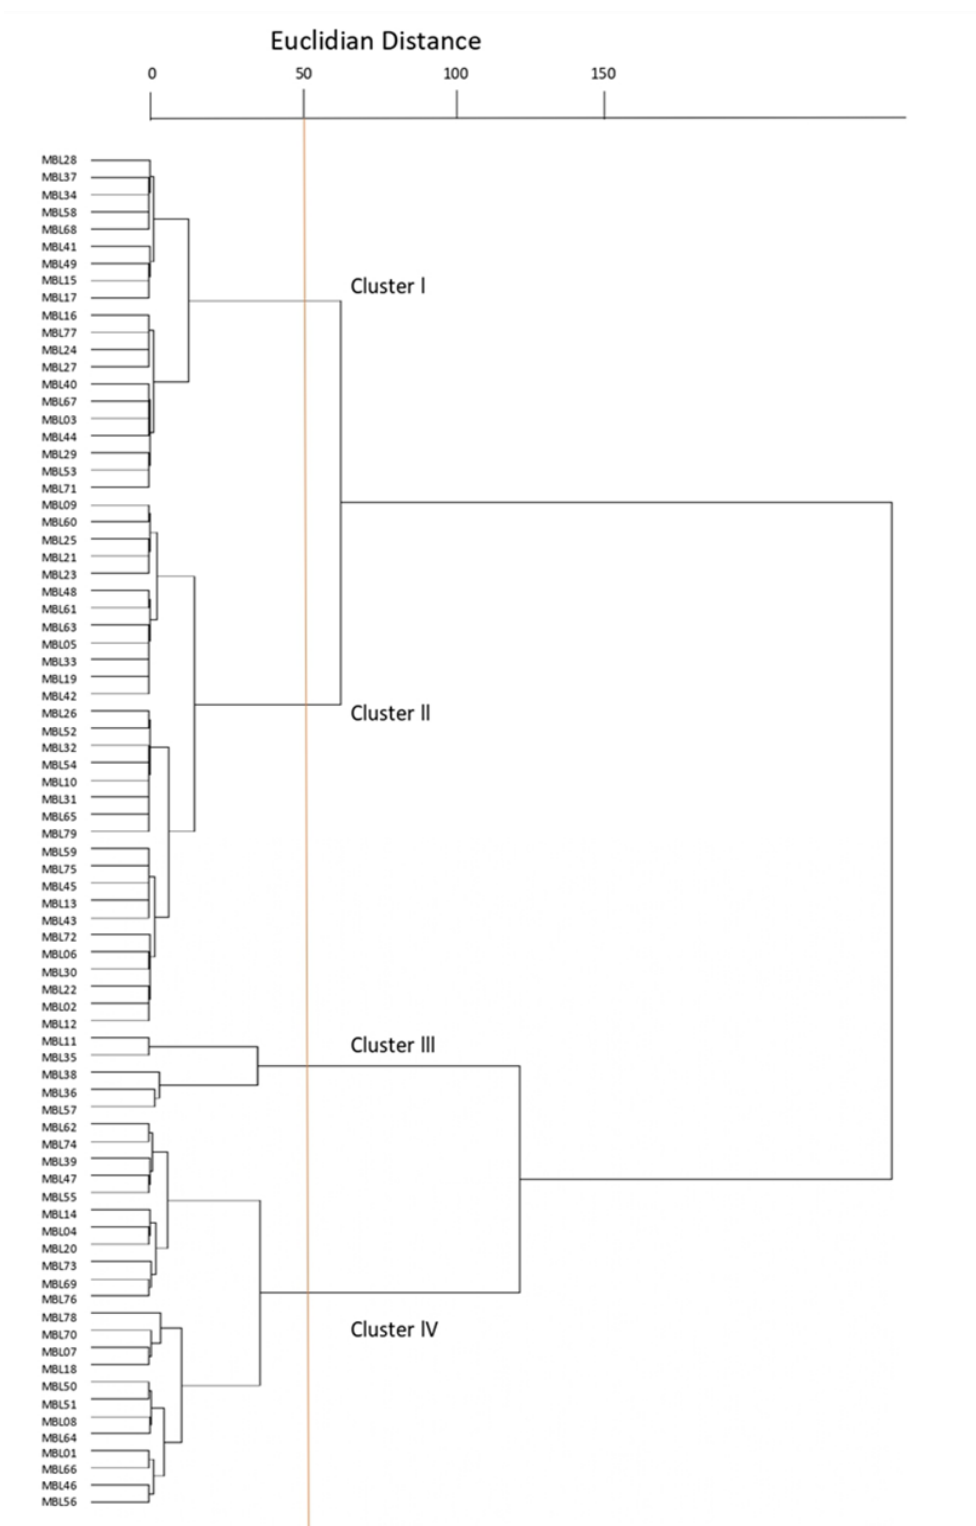 Euclidian Distance
0 50 100 150
MBL28
MBL37
MBL34
MBL58
MBL68
MBL41
MBL49
MBL15
Cluster I
MBL17
MBL16
MBL77
MBL24
MBL27
MBL40
MBL67
MBL03
MBL44
MBL29
MBL53
MBL71
MBL09
MBL60
MBL25
MBL21
MBL23
MBL48
MBL61
MBL63
MBL05
MBL33
MBL19
MBL42
MBL26
Cluster II
MBL52
MBL32
MBL54
MBL10
MBL31
MBL65
MBL79
MBL59
MBL75
MBL45
MBL13
MBL43
MBL72
MBL06
MBL30
MBL22
MBL02
MBL12
MBL11
Cluster III
MBL35
MBL38
MBL36
MBL57
MBL62
MBL74
MBL39
MBL47
MBL55
MBL14
MBL04
MBL20
MBL73
MBL69
MBL76
MBL78
Cluster IV
MBL70
MBL07
MBL18
MBL50
MBL51
MBL08
MBL64
MBL01
MBL66
MBL46
MBL56